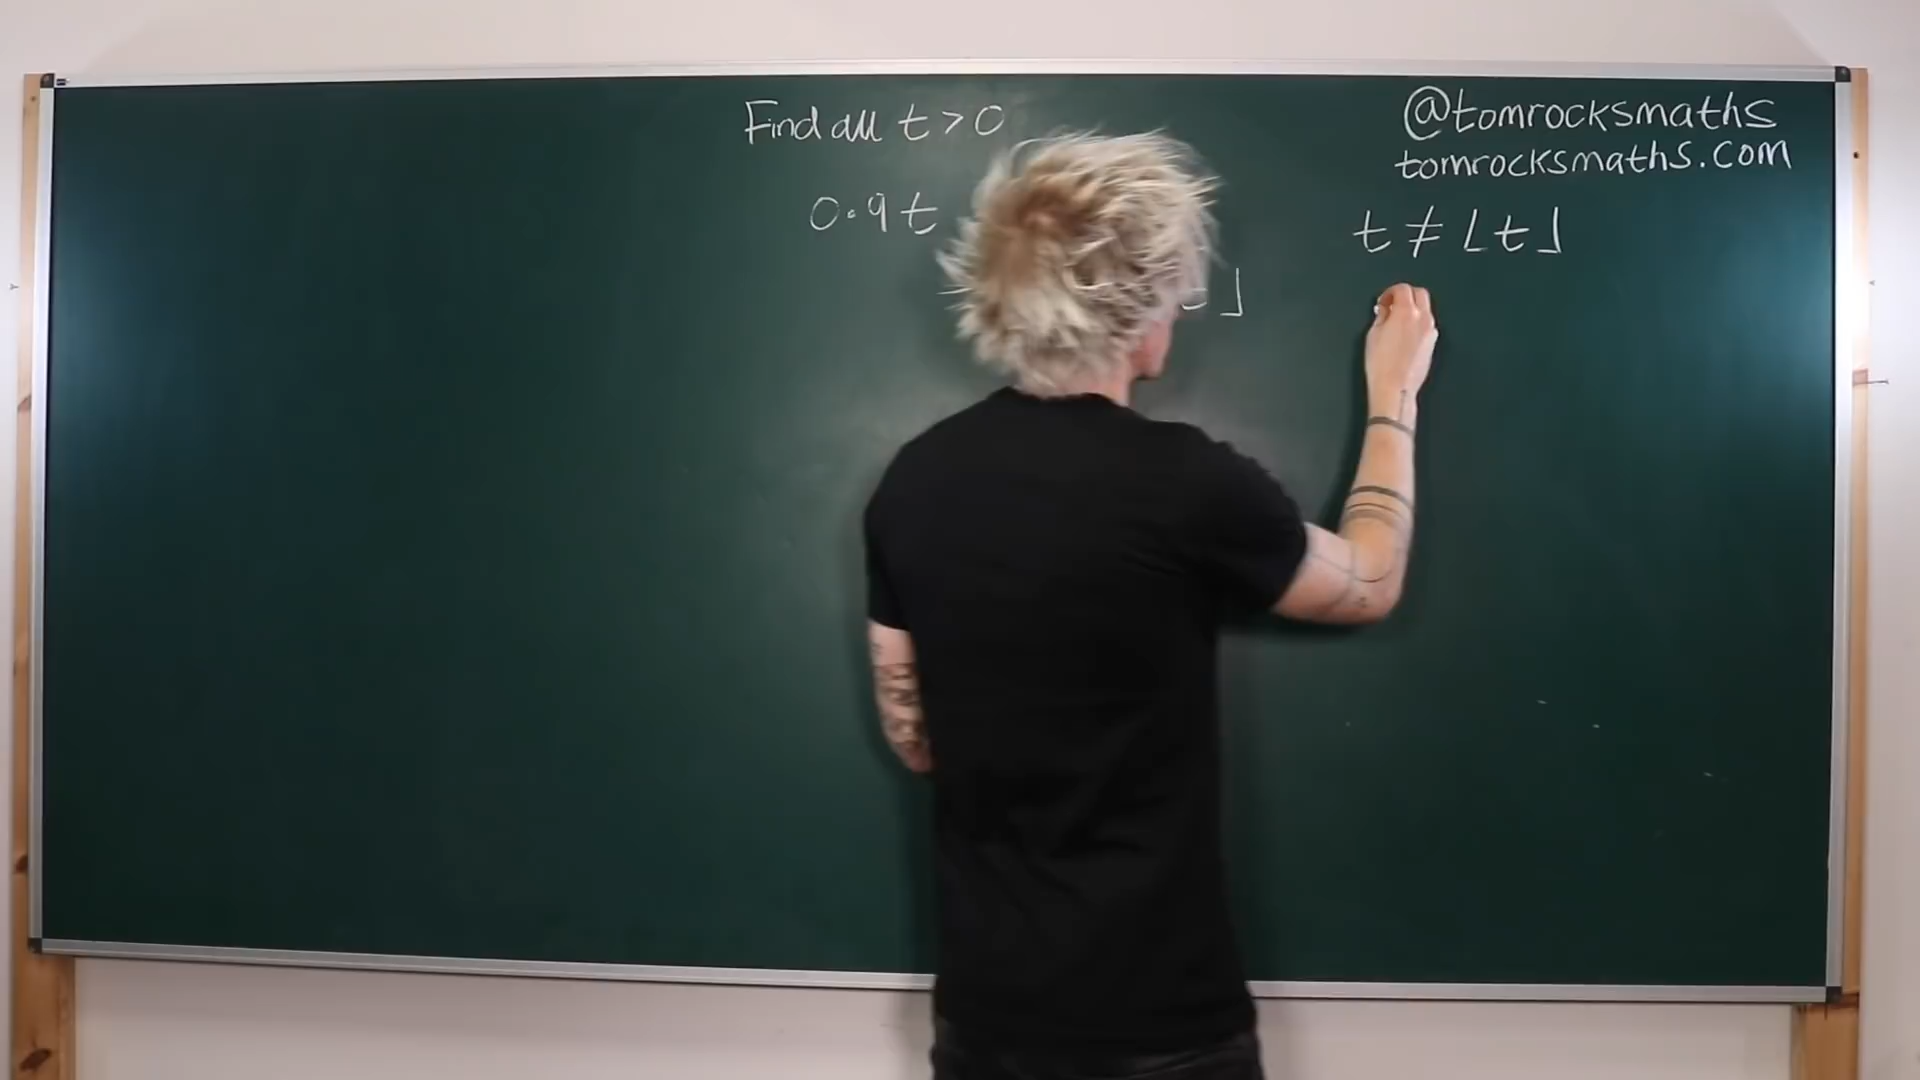 Find all t > 0
0.9t
⌋
@tomrocksmaths
tomrocksmaths.com
t ≠ ⌊t⌋